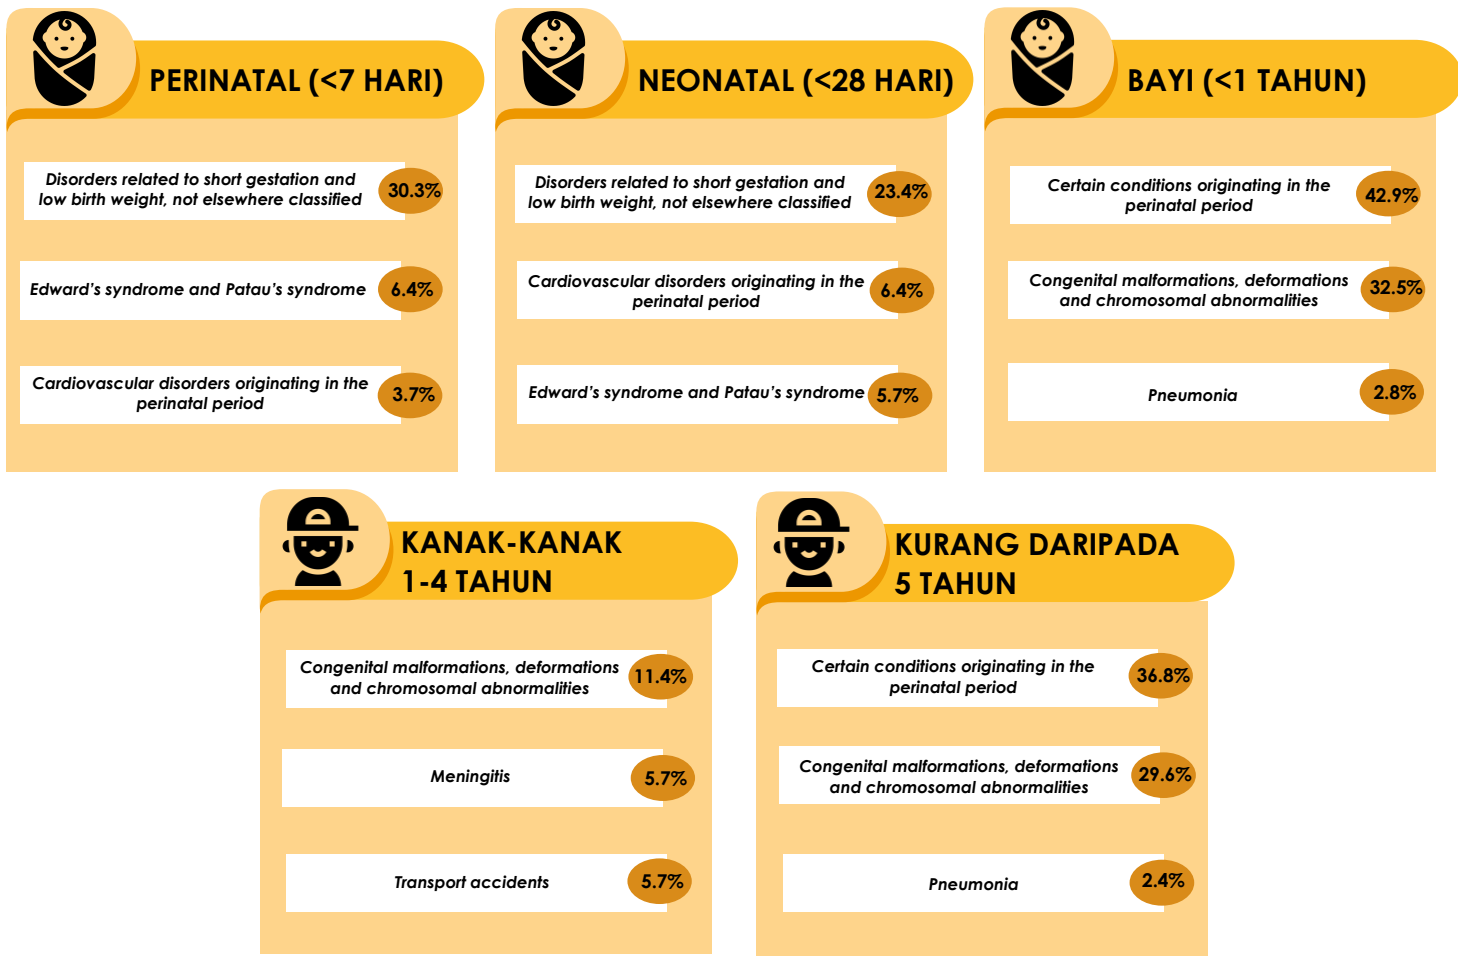 PERINATAL (<7 HARI)
Disorders related to short gestation and
low birth weight, not elsewhere classified
30.3%
Edward's syndrome and Patau's syndrome
6.4%
Cardiovascular disorders originating in the
perinatal period
3.7%
NEONATAL (<28 HARI)
Disorders related to short gestation and
low birth weight, not elsewhere classified
23.4%
Cardiovascular disorders originating in the
perinatal period
6.4%
Edward's syndrome and Patau's syndrome
5.7%
BAYI (<1 TAHUN)
Certain conditions originating in the
perinatal period
42.9%
Congenital malformations, deformations
and chromosomal abnormalities
32.5%
Pneumonia
2.8%
KANAK-KANAK
1-4 TAHUN
Congenital malformations, deformations
and chromosomal abnormalities
11.4%
Meningitis
5.7%
Transport accidents
5.7%
KURANG DARIPADA
5 TAHUN
Certain conditions originating in the
perinatal period
36.8%
Congenital malformations, deformations
and chromosomal abnormalities
29.6%
Pneumonia
2.4%